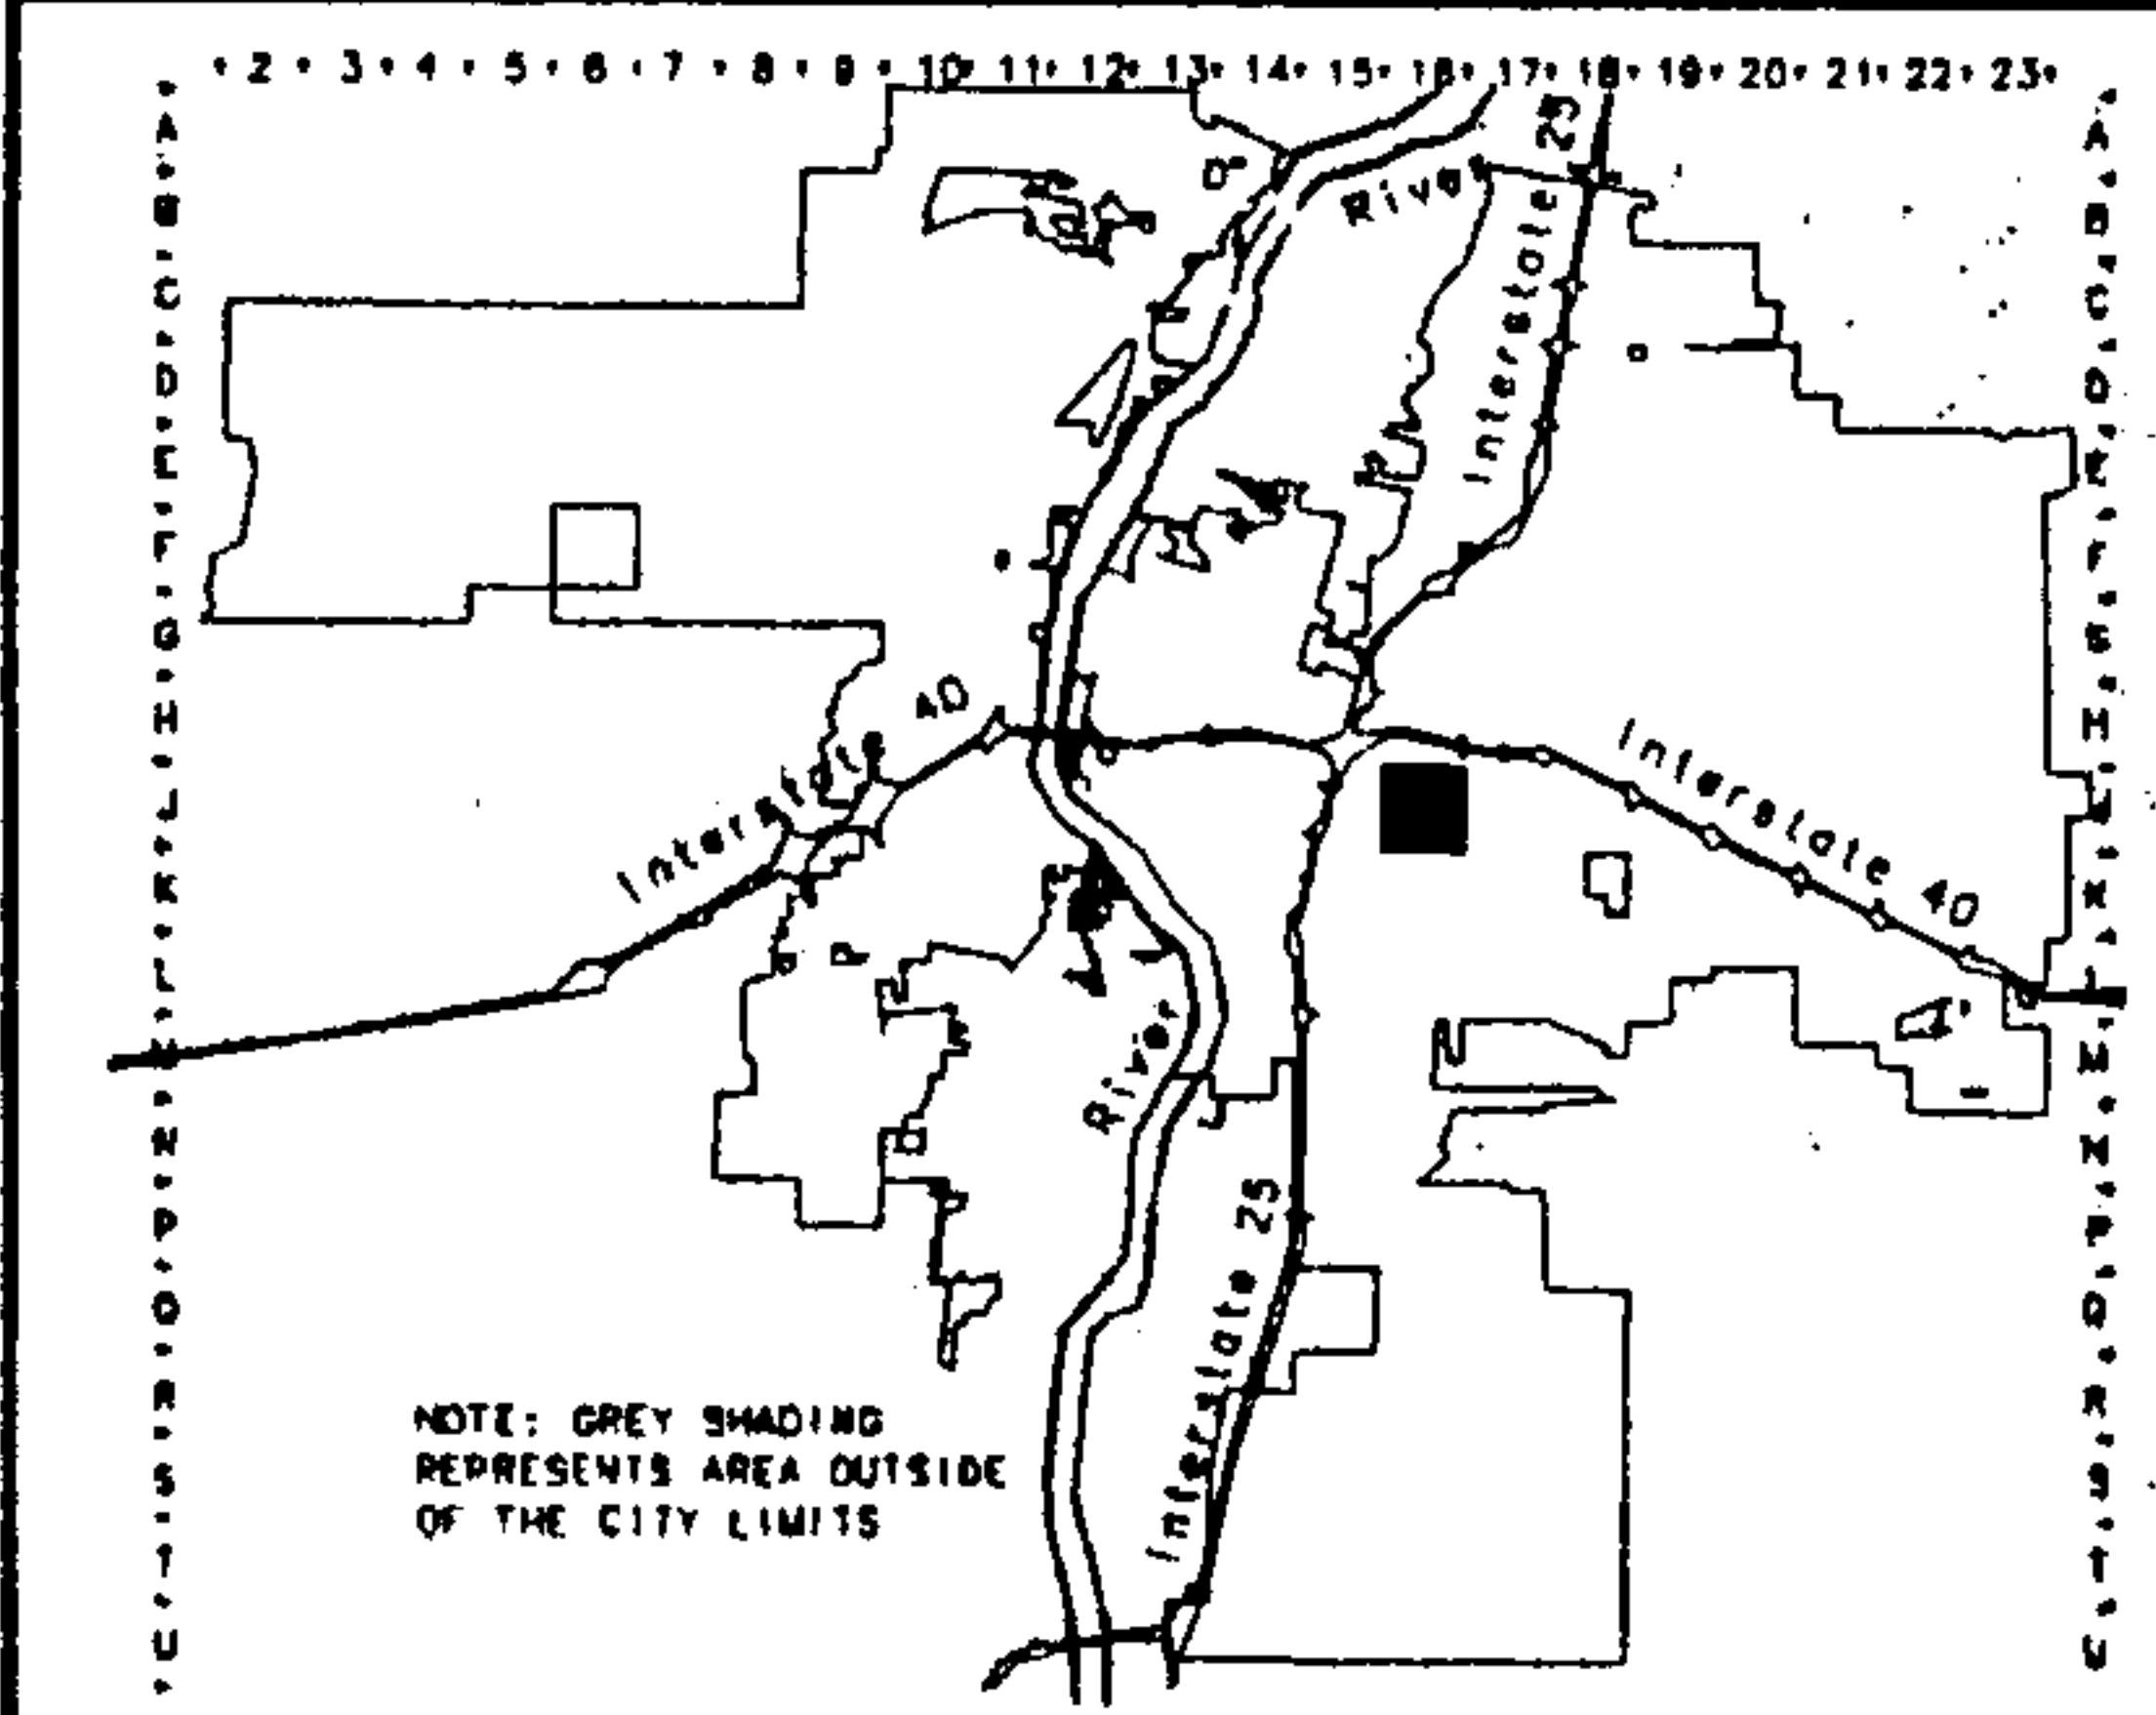 2 3 4 5 6 7 8 9 10 11 12 13 14 15 16 17 18 19 20 21 22 23
A A
B B
C C
D D
E E
F F
G G
H H
J J
K K
L L
M M
N N
P P
Q Q
R R
S S
T T
U U
River
Interstate 25
Interstate 40
Interstate 40
River
Interstate 25
NOTE: GREY SHADING
REPRESENTS AREA OUTSIDE
OF THE CITY LIMITS